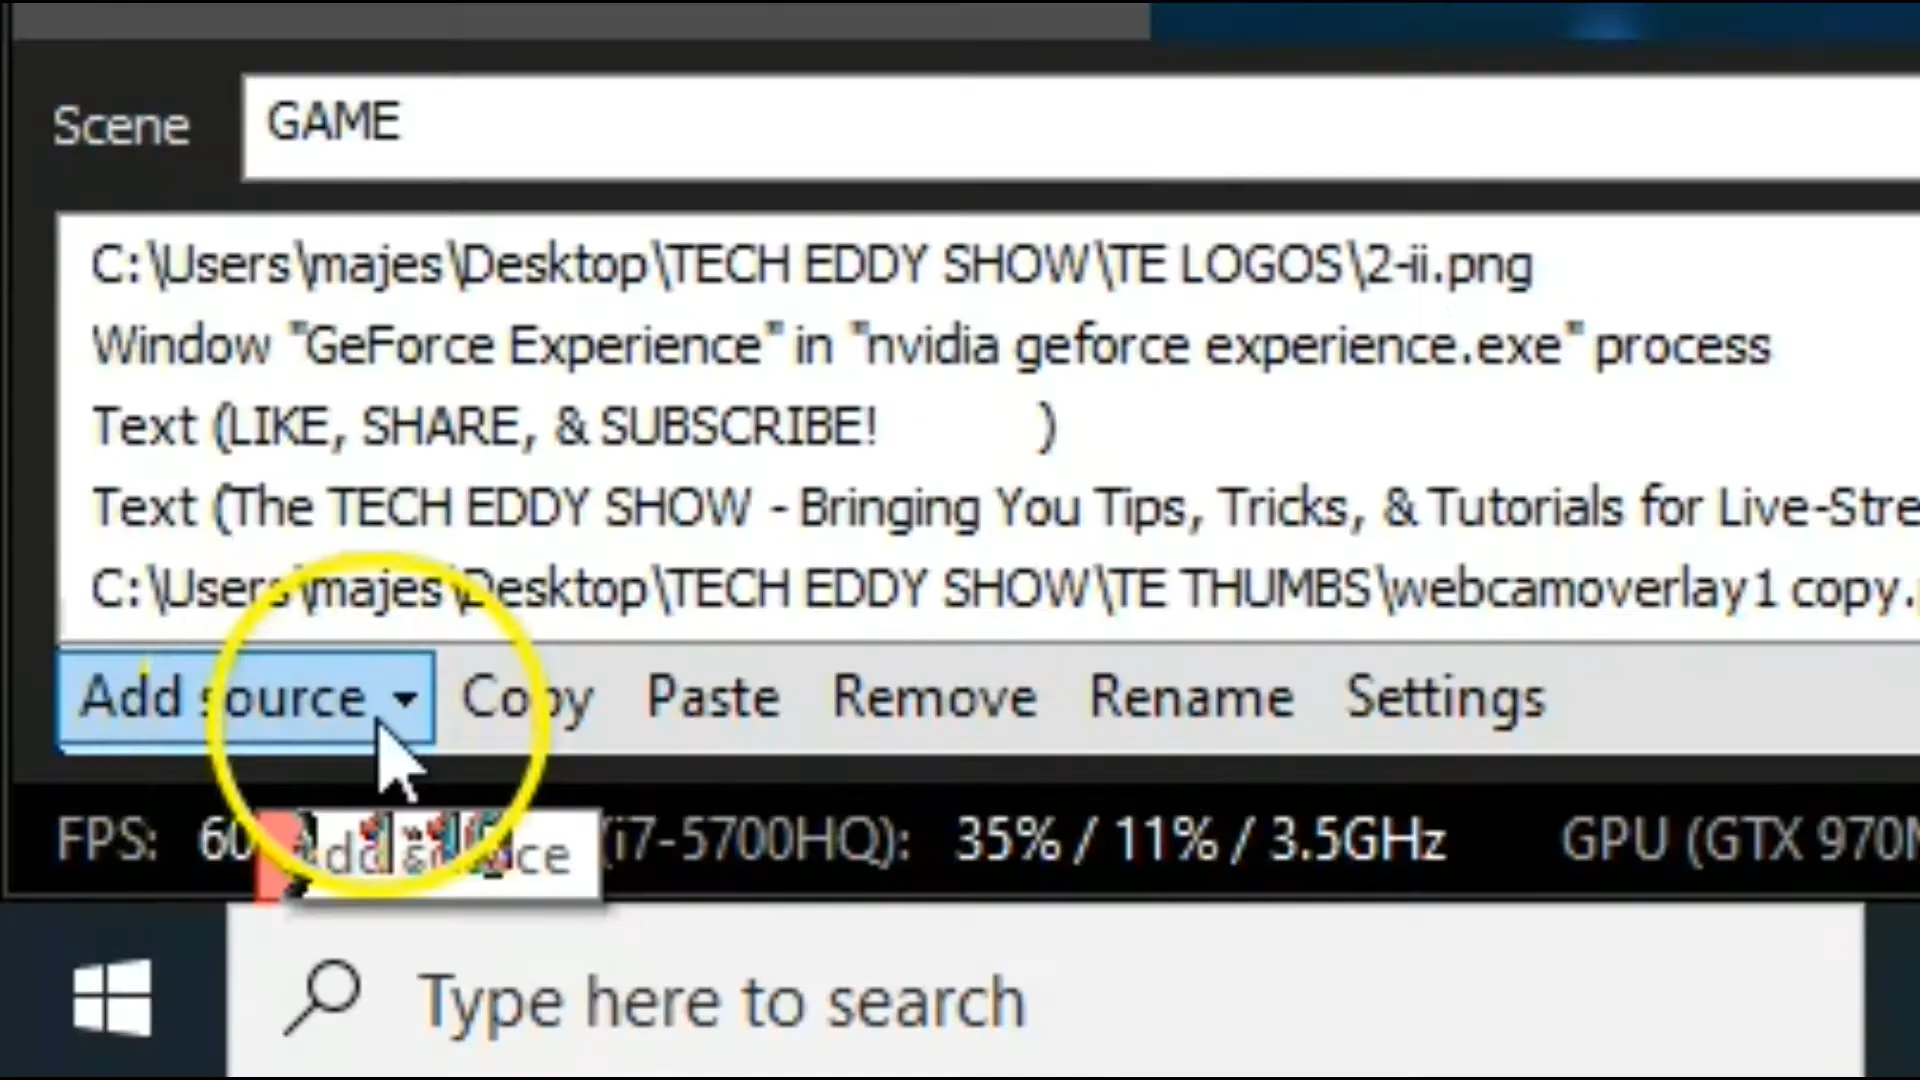 Scene GAME
C:\Users\majes\Desktop\TECH EDDY SHOW\TE LOGOS\2-ii.png
Window "GeForce Experience" in "nvidia geforce experience.exe" process
Text (LIKE, SHARE, & SUBSCRIBE! )
Text (The TECH EDDY SHOW - Bringing You Tips, Tricks, & Tutorials for Live-Stre
C:\Users\majes\Desktop\TECH EDDY SHOW\TE THUMBS\webcamoverlay1 copy.
Add source Copy Paste Remove Rename Settings
FPS: 60 (i7-5700HQ): 35% / 11% / 3.5GHz GPU (GTX 970M
Add source
Type here to search